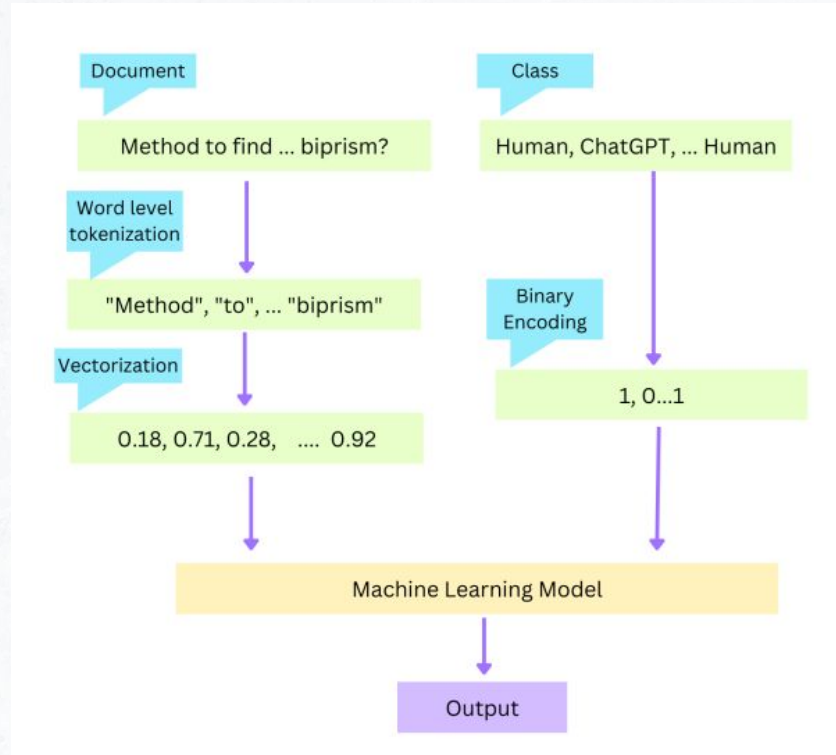 Document
Class
Method to find ... biprism?
Human, ChatGPT, ... Human
Word level
tokenization
"Method", "to", ... "biprism"
Binary
Encoding
Vectorization
1, 0...1
0.18, 0.71, 0.28, .... 0.92
Machine Learning Model
Output